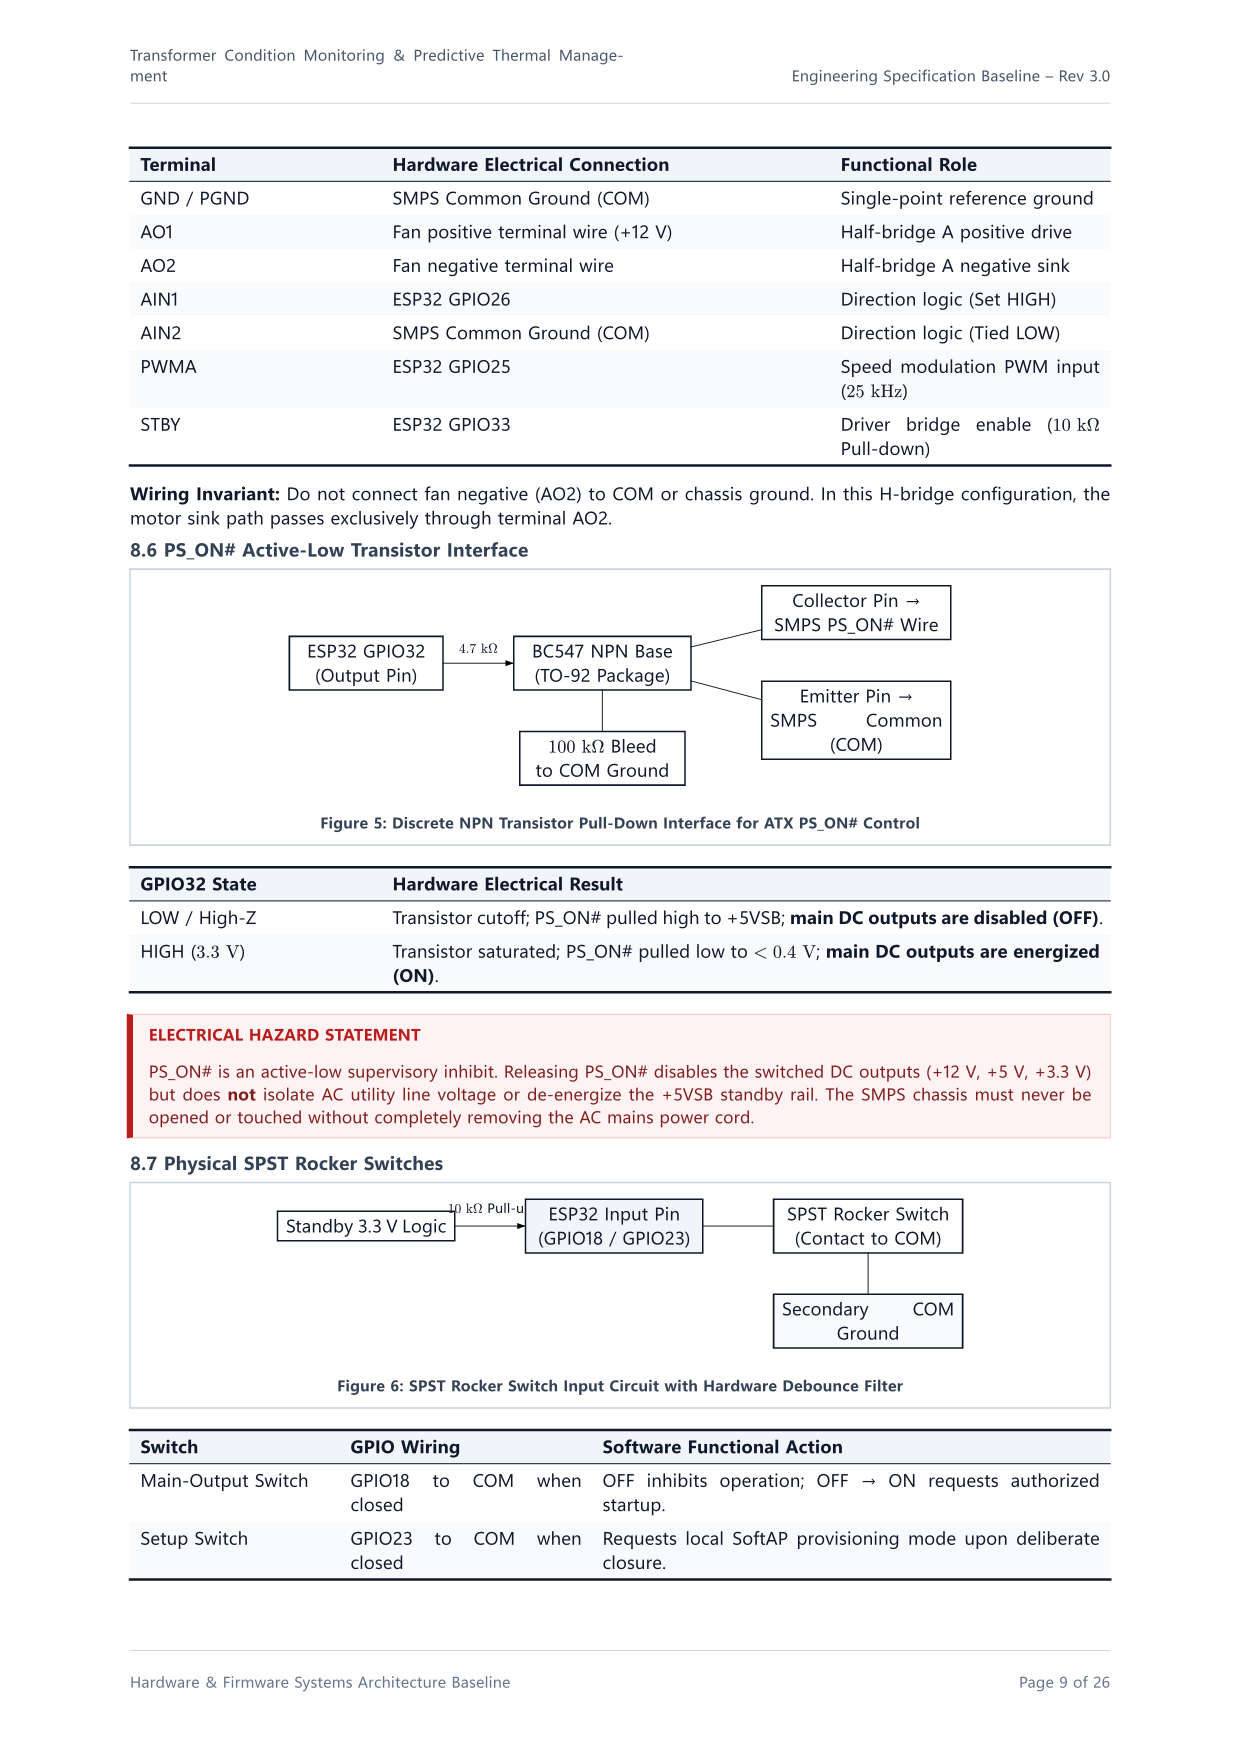 Transformer Condition Monitoring & Predictive Thermal Manage-
ment
Engineering Specification Baseline – Rev 3.0
Terminal Hardware Electrical Connection Functional Role
GND / PGND SMPS Common Ground (COM) Single-point reference ground
AO1 Fan positive terminal wire (+12 V) Half-bridge A positive drive
AO2 Fan negative terminal wire Half-bridge A negative sink
AIN1 ESP32 GPIO26 Direction logic (Set HIGH)
AIN2 SMPS Common Ground (COM) Direction logic (Tied LOW)
PWMA ESP32 GPIO25 Speed modulation PWM input
(25 kHz)
STBY ESP32 GPIO33 Driver bridge enable (10 kΩ
Pull-down)
Wiring Invariant: Do not connect fan negative (AO2) to COM or chassis ground. In this H-bridge configuration, the
motor sink path passes exclusively through terminal AO2.
8.6 PS_ON# Active-Low Transistor Interface
ESP32 GPIO32
(Output Pin)
4.7 kΩ
BC547 NPN Base
(TO-92 Package)
Collector Pin →
SMPS PS_ON# Wire
Emitter Pin →
SMPS Common
(COM)
100 kΩ Bleed
to COM Ground
Figure 5: Discrete NPN Transistor Pull-Down Interface for ATX PS_ON# Control
GPIO32 State Hardware Electrical Result
LOW / High-Z Transistor cutoff; PS_ON# pulled high to +5VSB; main DC outputs are disabled (OFF).
HIGH (3.3 V) Transistor saturated; PS_ON# pulled low to < 0.4 V; main DC outputs are energized
(ON).
ELECTRICAL HAZARD STATEMENT
PS_ON# is an active-low supervisory inhibit. Releasing PS_ON# disables the switched DC outputs (+12 V, +5 V, +3.3 V)
but does not isolate AC utility line voltage or de-energize the +5VSB standby rail. The SMPS chassis must never be
opened or touched without completely removing the AC mains power cord.
8.7 Physical SPST Rocker Switches
Standby 3.3 V Logic
10 kΩ Pull-u
ESP32 Input Pin
(GPIO18 / GPIO23)
SPST Rocker Switch
(Contact to COM)
Secondary COM
Ground
Figure 6: SPST Rocker Switch Input Circuit with Hardware Debounce Filter
Switch GPIO Wiring Software Functional Action
Main-Output Switch GPIO18 to COM when OFF inhibits operation; OFF → ON requests authorized
closed startup.
Setup Switch GPIO23 to COM when Requests local SoftAP provisioning mode upon deliberate
closed closure.
Hardware & Firmware Systems Architecture Baseline Page 9 of 26